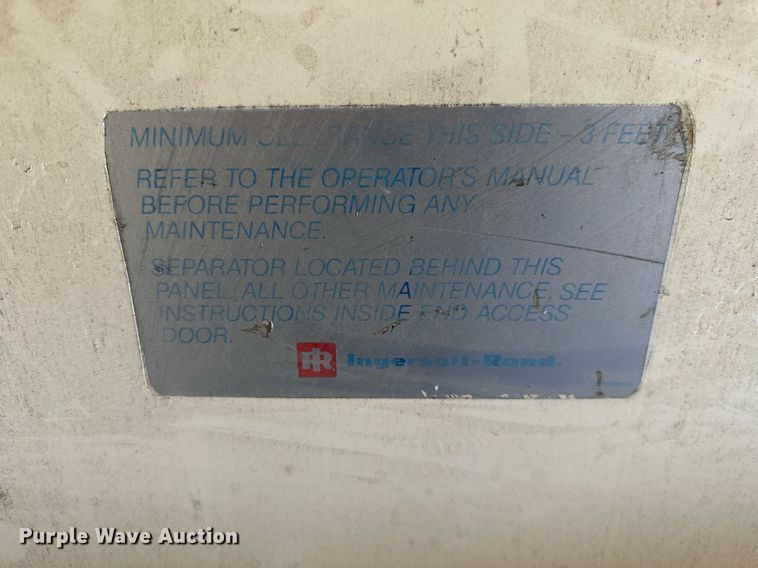 MINIMUM CLEARANCE THIS SIDE - 3 FEET
REFER TO THE OPERATOR'S MANUAL
BEFORE PERFORMING ANY
MAINTENANCE.
SEPARATOR LOCATED BEHIND THIS
PANEL. ALL OTHER MAINTENANCE, SEE
INSTRUCTIONS INSIDE END ACCESS
DOOR.
IR Ingersoll-Rand
Purple Wave Auction